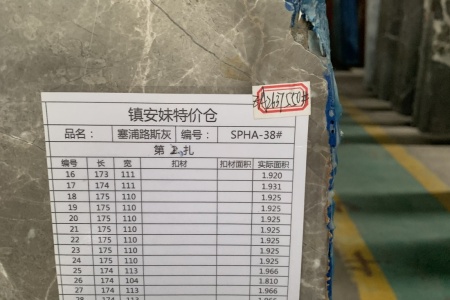 镇安妹特价仓
品名： 塞浦路斯灰 编号： SPHA-38#
第 扎
编号 长 宽 扣材 扣材面积 实际面积
16 173 111 1.920
17 174 111 1.931
18 175 110 1.925
19 175 110 1.925
20 175 110 1.925
21 175 110 1.925
22 175 110 1.925
23 175 110 1.925
24 175 110 1.925
25 174 113 1.966
26 174 104 1.810
27 174 113 1.966
28 174 113 1.966